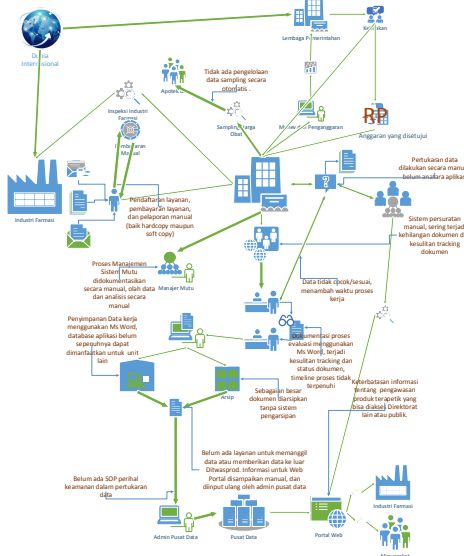 Lembaga Pemerintahan
Dunia
Internasional
Tidak ada pengelolaan
data sampling secara
otomatis
Apotek
Inspeksi Industri
Farmasi
Sampling Harga
Obat
Penganggaran
RP
Anggaran yang disetujui
Pembayaran
Manual
Pertukaran data
dilakukan secara manual
belum antara aplikasi
Industri Farmasi
Pendaftaran layanan,
pembayaran layanan,
dan pelaporan manual
(baik hardcopy maupun
soft copy)
Sistem persuratan
manual, sering terjadi
kehilangan dokumen d
kesulitan tracking
dokumen
Proses Manajemen
Sistem Mutu
didokumentasikan
secara manual, olah data
dan analisis secara
manual
Manajer Mutu
Data tidak cocok/sesuai,
menambah waktu proses
kerja
Penyimpanan Data kerja
menggunakan Ms Word,
database aplikasi belum
sepenuhnya dapat
dimanfaatkan untuk unit
lain
Dokumentasi proses
evaluasi menggunakan
Ms Word, terjadi
kesulitan tracking dan
status dokumen,
timeline proses tidak
terpenuhi
Arsip
Sebagaian besar
dokumen diarsipkan
tanpa sistem
pengarsipan
Keterbatasan informasi
tentang pengawasan
produk terapetik yang
bisa diakses Direktorat
lain atau publik.
Belum ada layanan untuk memanggil
data atau memberikan data ke luar
Ditwasprod. Informasi untuk Web
Portal disampaikan manual, dan
diinput ulang oleh admin pusat data
Belum ada SOP perihal
keamanan dalam pertukaran
data
Industri Farmasi
Admin Pusat Data
Pusat Data
Portal Web